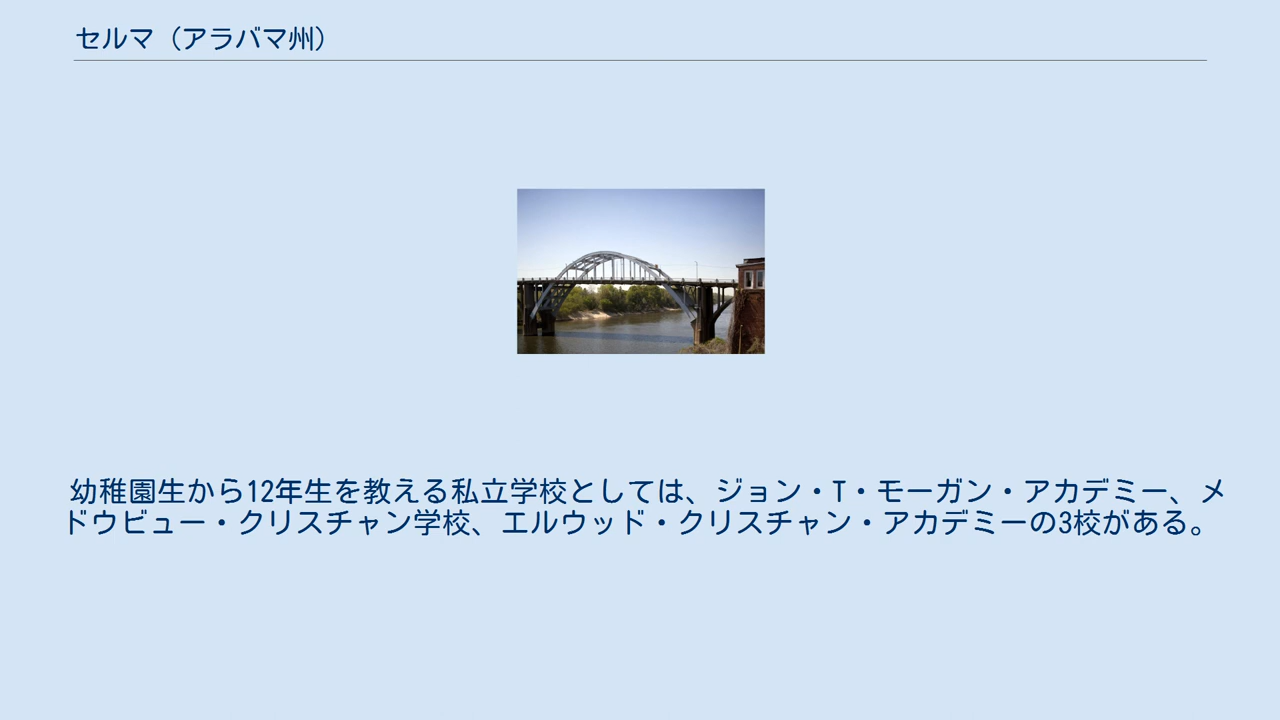 セルマ（アラバマ州）
幼稚園生から12年生を教える私立学校としては、ジョン・T・モーガン・アカデミー、メ
ドウビュー・クリスチャン学校、エルウッド・クリスチャン・アカデミーの3校がある。